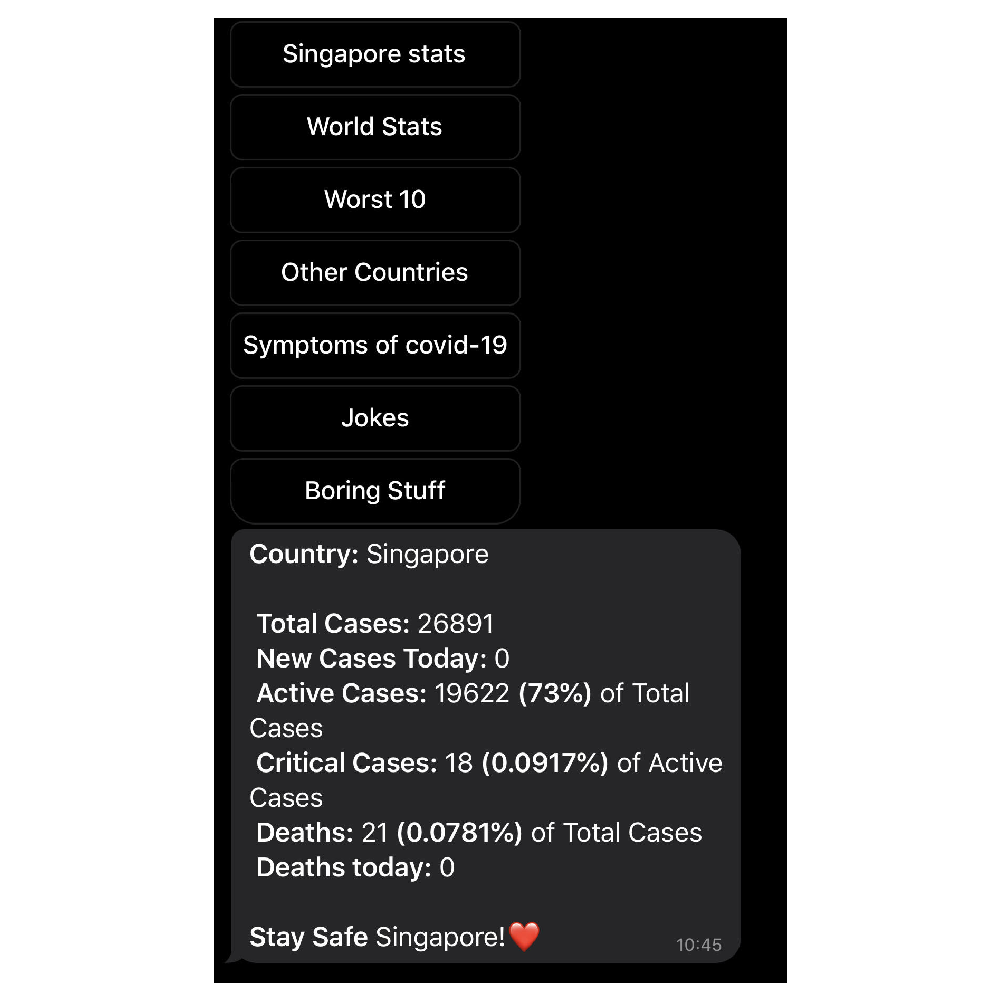 Singapore stats
World Stats
Worst 10
Other Countries
Symptoms of covid-19
Jokes
Boring Stuff
Country: Singapore
Total Cases: 26891
New Cases Today: 0
Active Cases: 19622 (73%) of Total
Cases
Critical Cases: 18 (0.0917%) of Active
Cases
Deaths: 21 (0.0781%) of Total Cases
Deaths today: 0
Stay Safe Singapore!❤️
10:45